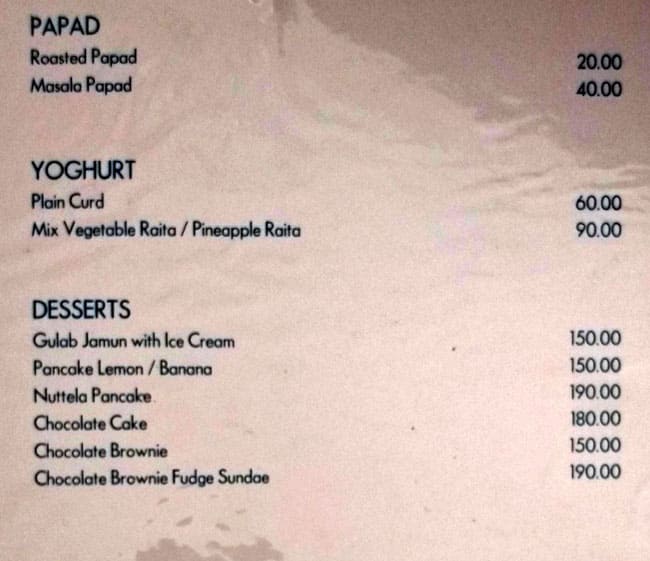 PAPAD
Roasted Papad 20.00
Masala Papad 40.00
YOGHURT
Plain Curd 60.00
Mix Vegetable Raita / Pineapple Raita 90.00
DESSERTS
Gulab Jamun with Ice Cream 150.00
Pancake Lemon / Banana 150.00
Nuttela Pancake 190.00
Chocolate Cake 180.00
Chocolate Brownie 150.00
Chocolate Brownie Fudge Sundae 190.00